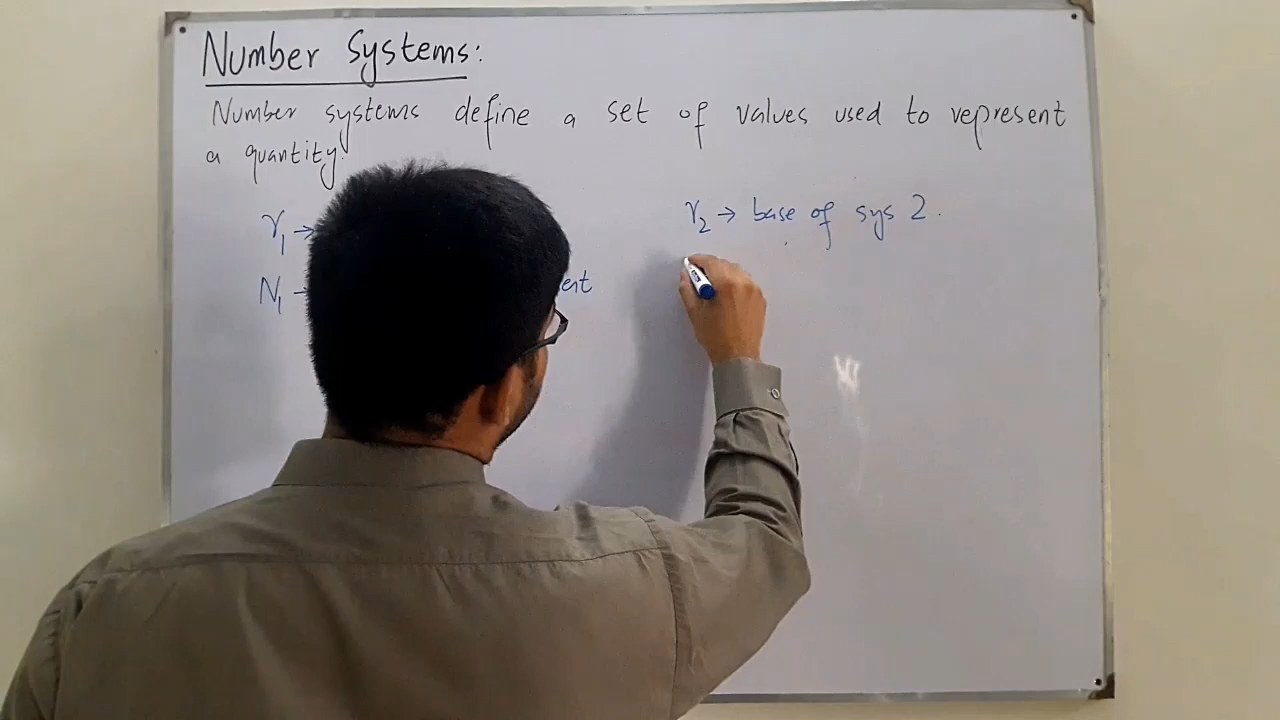 Number Systems:
Number systems define a set of values used to represent
a quantity.
r₁ →
r₂ → base of sys 2.
N₁ →